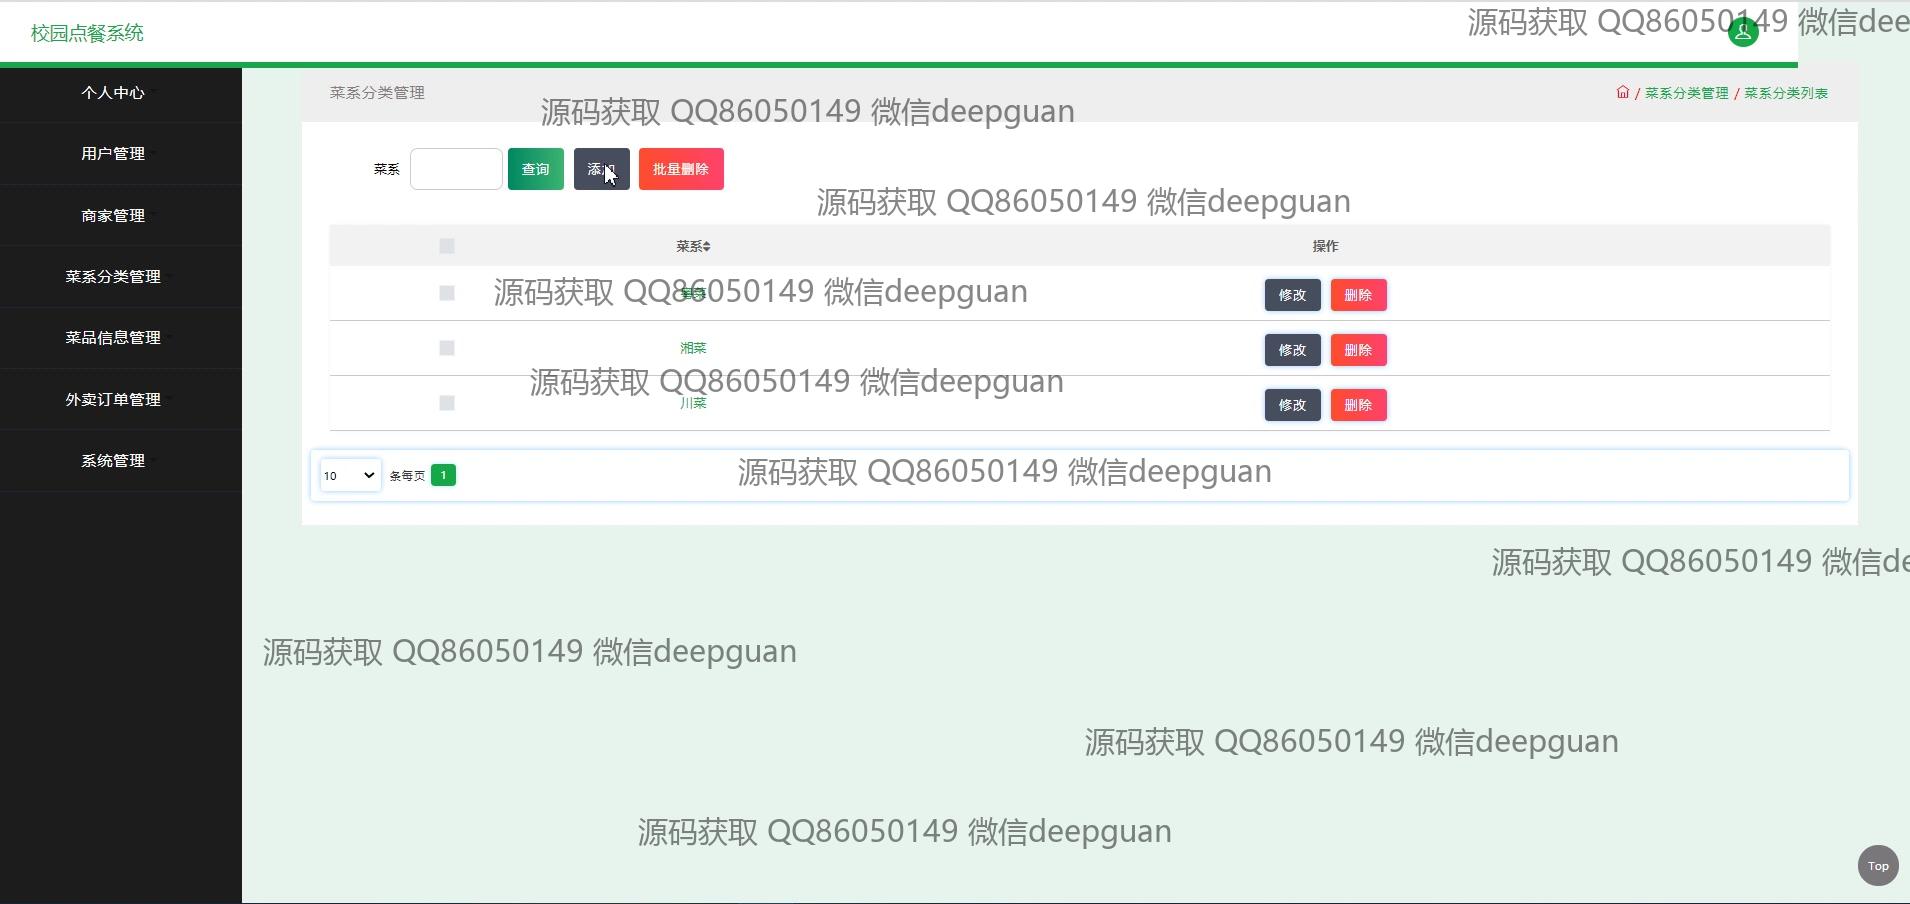 校园点餐系统
源码获取 QQ86050149 微信dee
个人中心
用户管理
商家管理
菜系分类管理
菜品信息管理
外卖订单管理
系统管理
菜系分类管理
/ 菜系分类管理 / 菜系分类列表
源码获取 QQ86050149 微信deepguan
菜系 查询 添加 批量删除
源码获取 QQ86050149 微信deepguan
菜系 操作
源码获取 QQ86050149 微信deepguan
修改 删除
湘菜 修改 删除
源码获取 QQ86050149 微信deepguan
川菜 修改 删除
10 条每页 1
源码获取 QQ86050149 微信deepguan
源码获取 QQ86050149 微信de
源码获取 QQ86050149 微信deepguan
源码获取 QQ86050149 微信deepguan
源码获取 QQ86050149 微信deepguan
Top